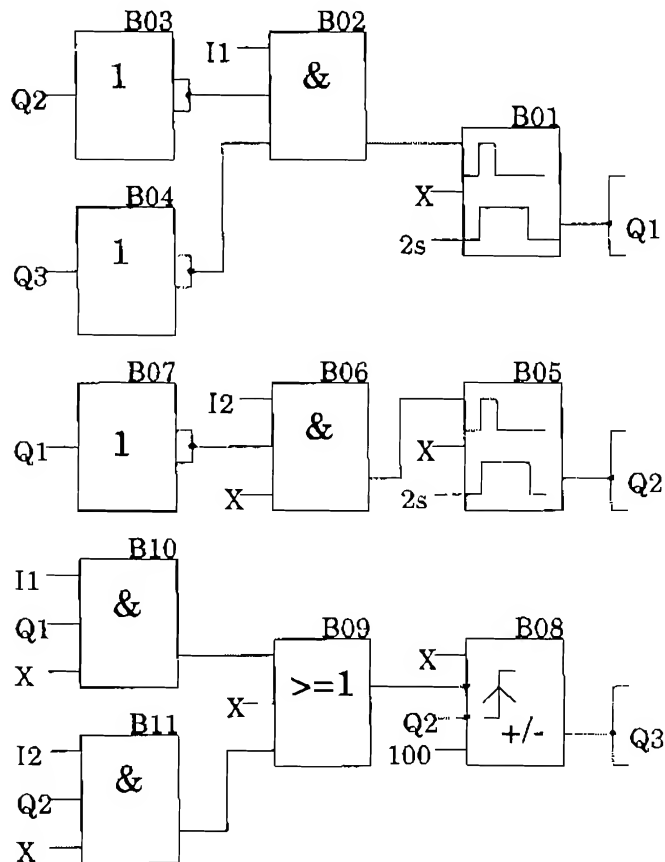 B03
B02
I1
1
&
Q2
B01
B04
X
1
Q1
2s
Q3
B07
B06
B05
I2
1
&
Q1
X
Q2
X
2s
B10
I1
&
B09
B08
Q1
X
X
>=1
X
B11
Q2
+/-
Q3
I2
100
&
Q2
X